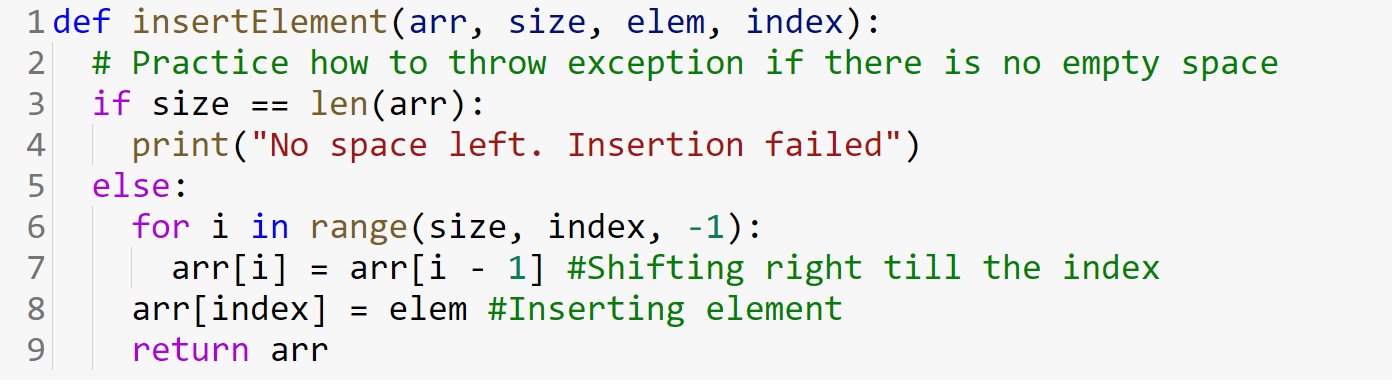 1 def insertElement(arr, size, elem, index):
2   # Practice how to throw exception if there is no empty space
3   if size == len(arr):
4     print("No space left. Insertion failed")
5   else:
6     for i in range(size, index, -1):
7       arr[i] = arr[i - 1] #Shifting right till the index
8     arr[index] = elem #Inserting element
9     return arr